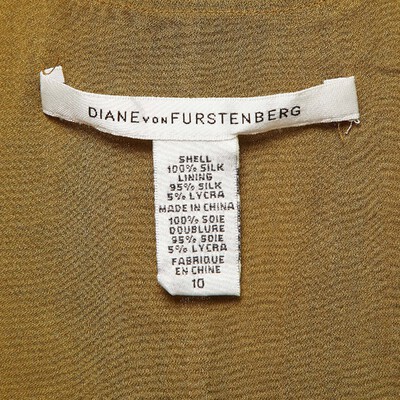 DIANE VON FURSTENBERG
SHELL
100% SILK
LINING
95% SILK
5% LYCRA
MADE IN CHINA
100% SOIE
DOUBLURE
95% SOIE
5% LYCRA
FABRIQUE
EN CHINE
10